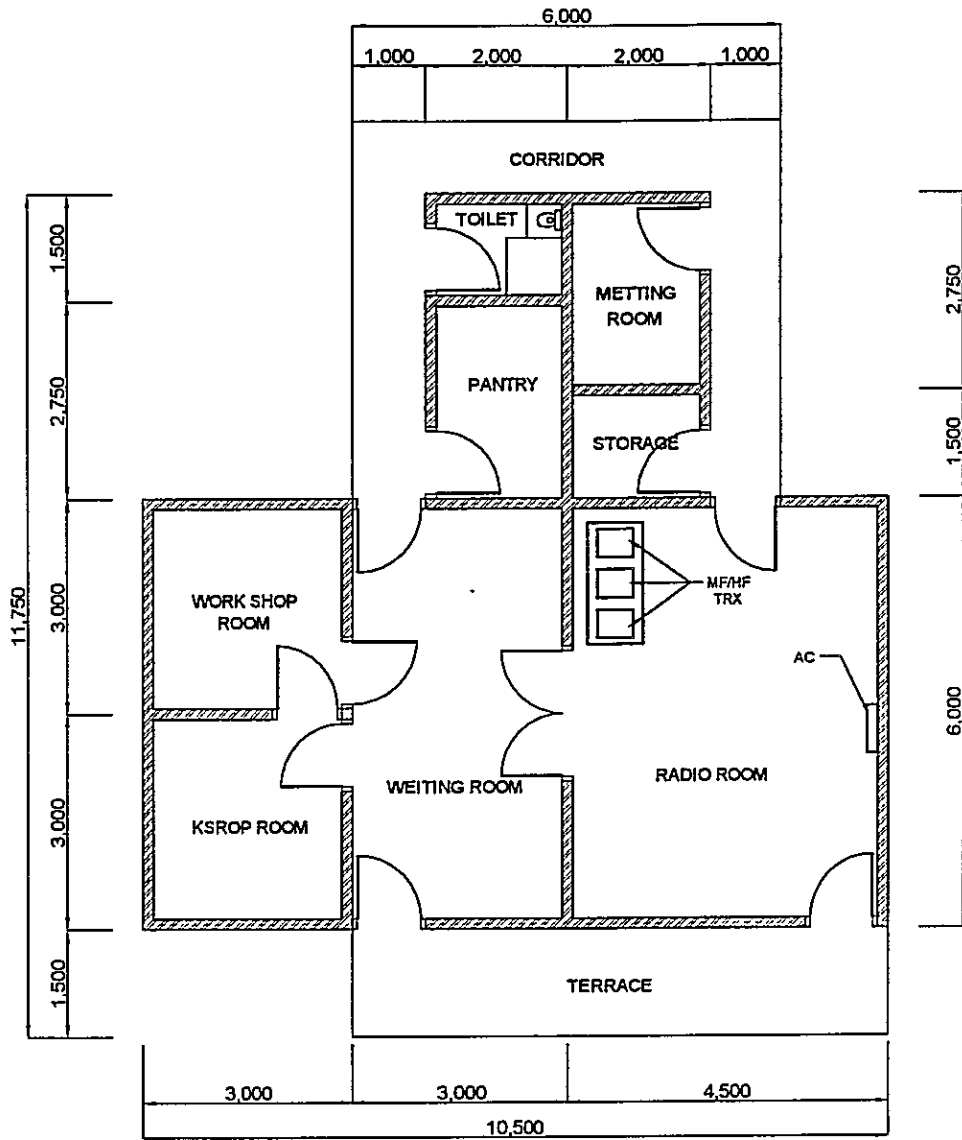 6,000
1,000
2,000
2,000
1,000
CORRIDOR
TOILET
METTING
ROOM
PANTRY
STORAGE
1,500
2,750
3,000
3,000
1,500
11,750
2,750
1,500
6,000
WORK SHOP
ROOM
MF/HF
TRX
AC
WEITING ROOM
RADIO ROOM
KSROP ROOM
TERRACE
3,000
3,000
4,500
10,500